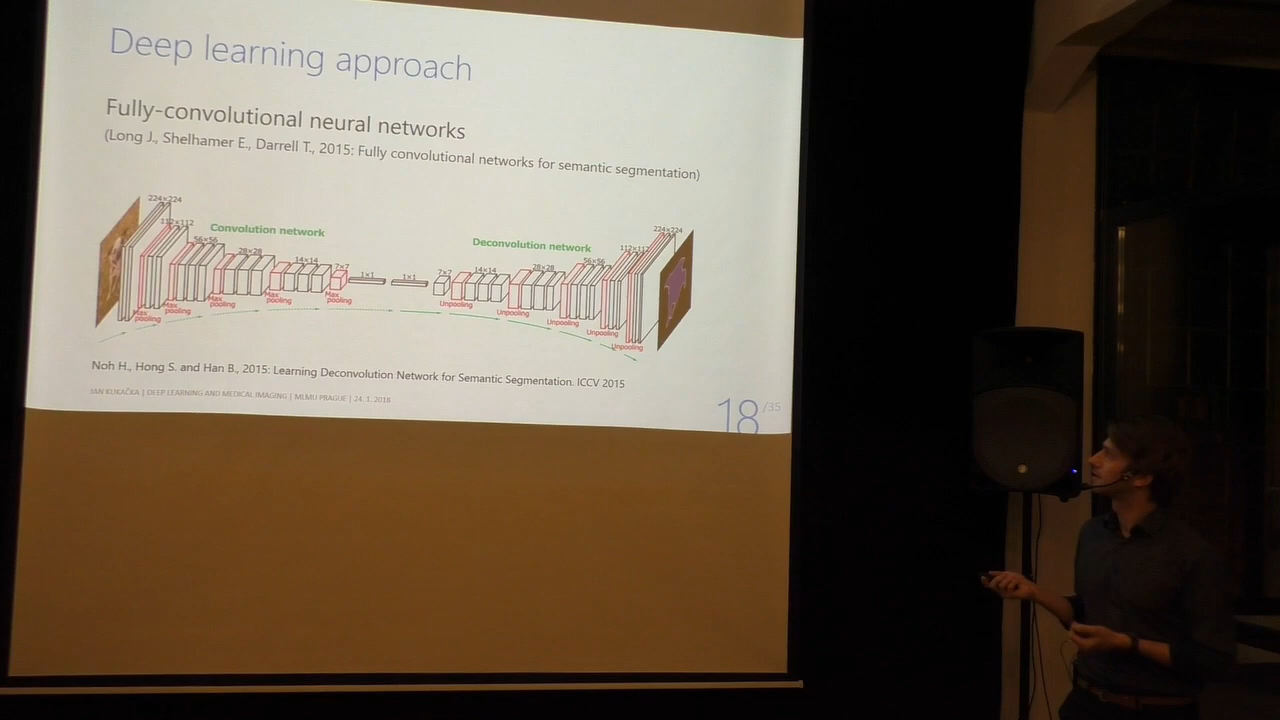 Deep learning approach
Fully-convolutional neural networks
(Long J., Shelhamer E., Darrell T., 2015: Fully convolutional networks for semantic segmentation)
224×224
112×112
56×56
28×28
14×14
7×7
1×1
Convolution network
Max pooling
Max pooling
Max pooling
Max pooling
Max pooling
Deconvolution network
1×1
7×7
14×14
28×28
56×56
112×112
224×224
Unpooling
Unpooling
Unpooling
Unpooling
Unpooling
Noh H., Hong S. and Han B., 2015: Learning Deconvolution Network for Semantic Segmentation. ICCV 2015
JAN KUKAČKA | DEEP LEARNING AND MEDICAL IMAGING | MLMU PRAGUE | 24. 1. 2018
18/35